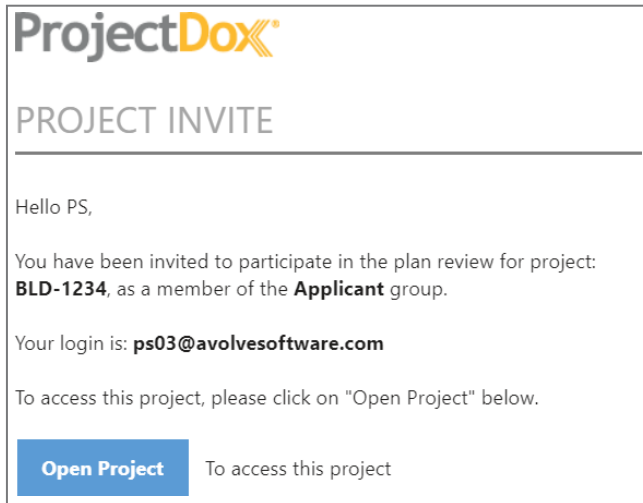 ProjectDox®
PROJECT INVITE
Hello PS,
You have been invited to participate in the plan review for project:
BLD-1234, as a member of the Applicant group.
Your login is: ps03@avolvesoftware.com
To access this project, please click on "Open Project" below.
Open Project To access this project